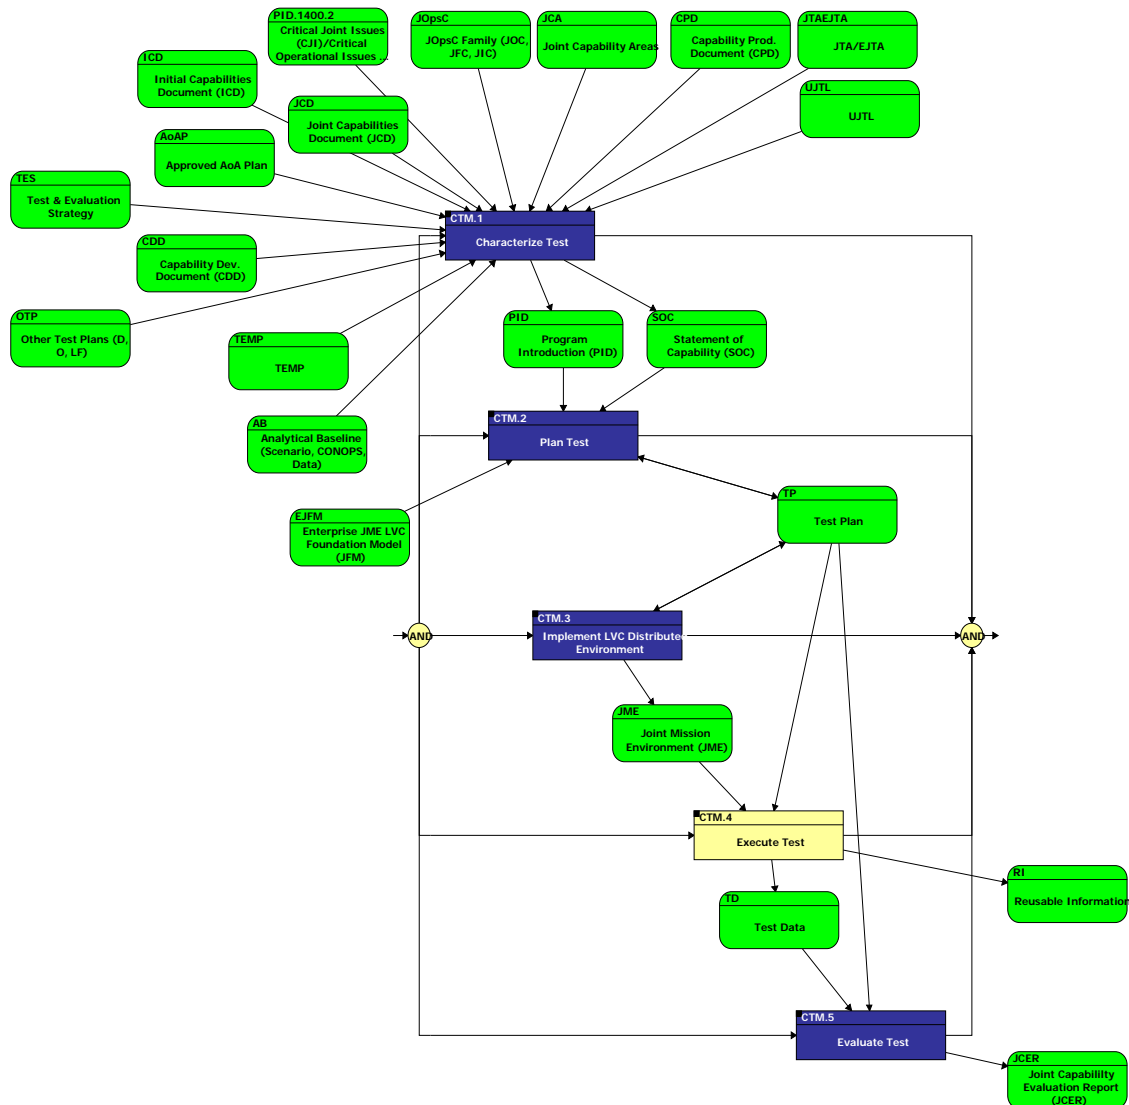 PID.1400.2
Critical Joint Issues
(CJI)/Critical
Operational Issues ...
JOpsC
JOpsC Family (JOC,
JFC, JIC)
JCA
Joint Capability Areas
CPD
Capability Prod.
Document (CPD)
JTAEJTA
JTA/EJTA
ICD
Initial Capabilities
Document (ICD)
UJTL
UJTL
JCD
Joint Capabilities
Document (JCD)
AoAP
Approved AoA Plan
TES
Test & Evaluation
Strategy
CTM.1
Characterize Test
CDD
Capability Dev.
Document (CDD)
OTP
Other Test Plans (D,
O, LF)
PID
Program
Introduction (PID)
SOC
Statement of
Capability (SOC)
TEMP
TEMP
CTM.2
Plan Test
AB
Analytical Baseline
(Scenario, CONOPS,
Data)
TP
Test Plan
EJFM
Enterprise JME LVC
Foundation Model
(JFM)
CTM.3
Implement LVC Distributed
Environment
AND
AND
JME
Joint Mission
Environment (JME)
CTM.4
Execute Test
RI
Reusable Information
TD
Test Data
CTM.5
Evaluate Test
JCER
Joint Capabililty
Evaluation Report
(JCER)